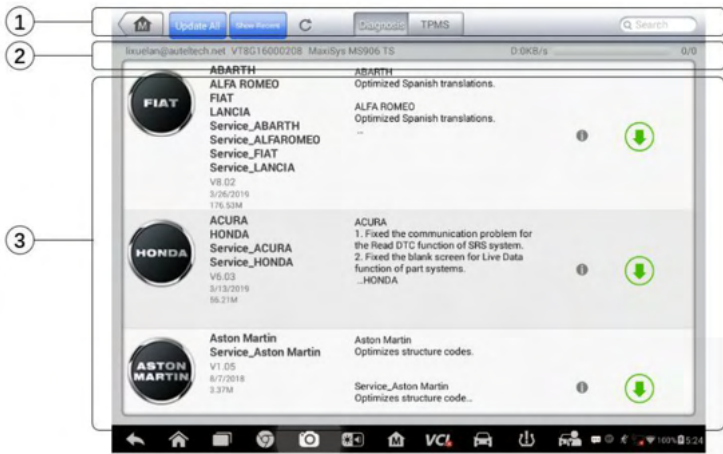 1
Update All Show Recent Diagnosis TPMS Search
2
lixuelan@auteltech.net VT8G16000208 MaxiSys MS906 TS D:0KB/s 0/0
3
FIAT
ABARTH
ALFA ROMEO
FIAT
LANCIA
Service_ABARTH
Service_ALFAROMEO
Service_FIAT
Service_LANCIA
V8.02
3/26/2019
176.53M
ABARTH
Optimized Spanish translations.
ALFA ROMEO
Optimized Spanish translations.
...
HONDA
ACURA
HONDA
Service_ACURA
Service_HONDA
V6.03
3/13/2019
56.21M
ACURA
1. Fixed the communication problem for
the Read DTC function of SRS system.
2. Fixed the blank screen for Live Data
function of part systems.
...HONDA
ASTON
MARTIN
Aston Martin
Service_Aston Martin
V1.05
8/7/2018
3.37M
Aston Martin
Optimizes structure codes.
Service_Aston Martin
Optimizes structure code...
M VCI 100% 5:24